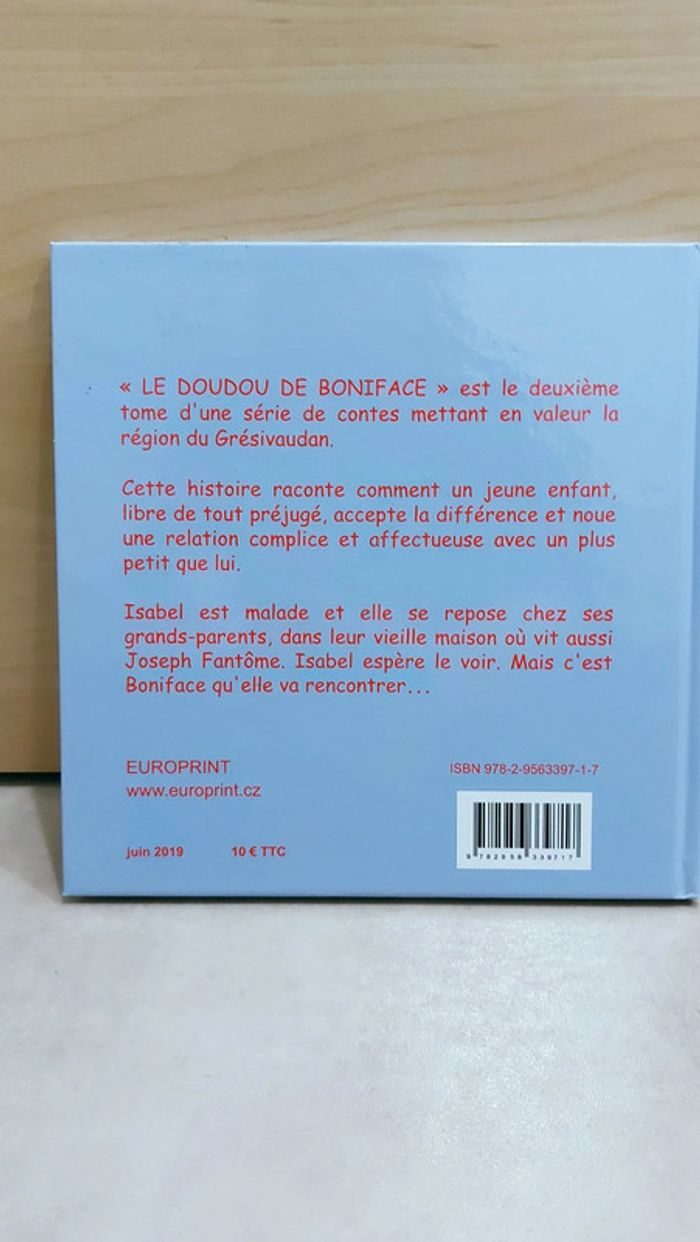 « LE DOUDOU DE BONIFACE » est le deuxième
tome d'une série de contes mettant en valeur la
région du Grésivaudan.
Cette histoire raconte comment un jeune enfant,
libre de tout préjugé, accepte la différence et noue
une relation complice et affectueuse avec un plus
petit que lui.
Isabel est malade et elle se repose chez ses
grands-parents, dans leur vieille maison où vit aussi
Joseph Fantôme. Isabel espère le voir. Mais c'est
Boniface qu'elle va rencontrer...
EUROPRINT
www.europrint.cz
ISBN 978-2-9563397-1-7
9 782956 339717
juin 2019 10 € TTC